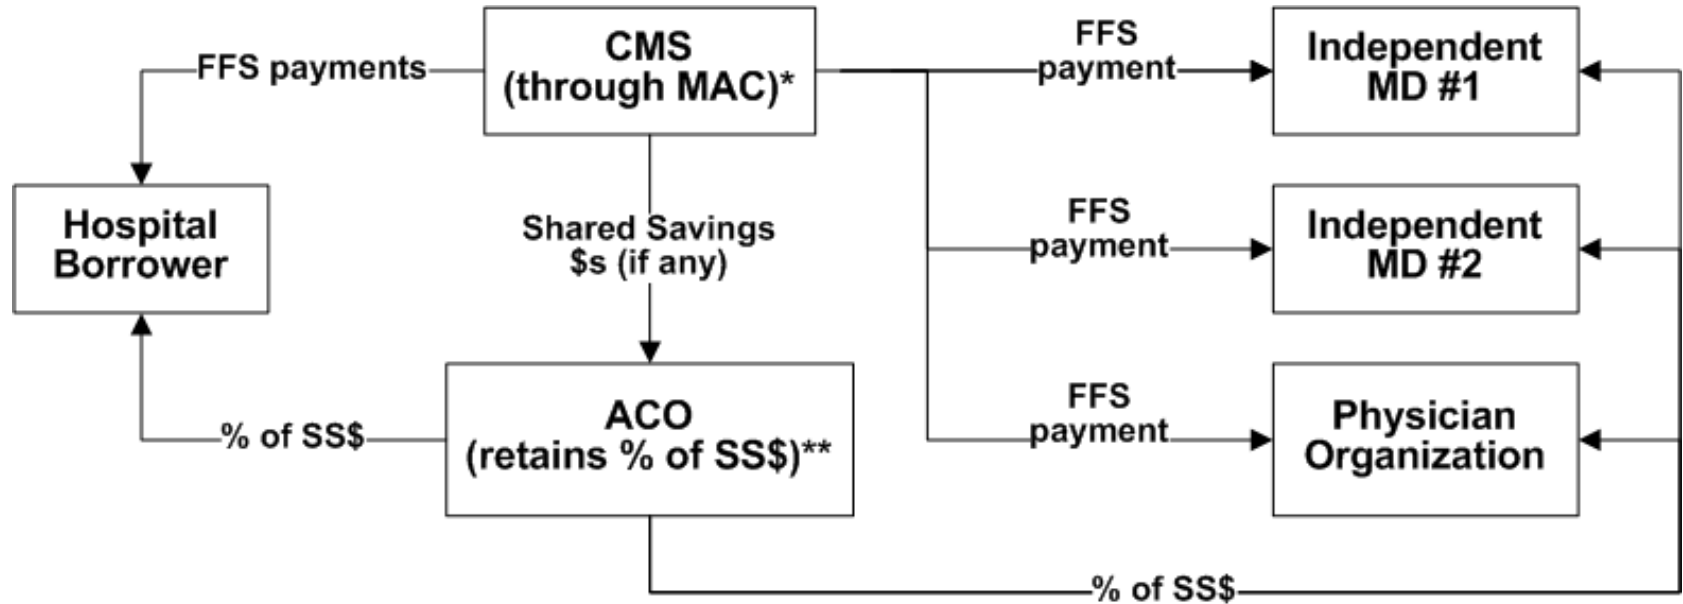 CMS
(through MAC)*
FFS payments
FFS
payment
Independent
MD #1
Hospital
Borrower
Shared Savings
$s (if any)
FFS
payment
Independent
MD #2
% of SS$
ACO
(retains % of SS$)**
FFS
payment
Physician
Organization
% of SS$